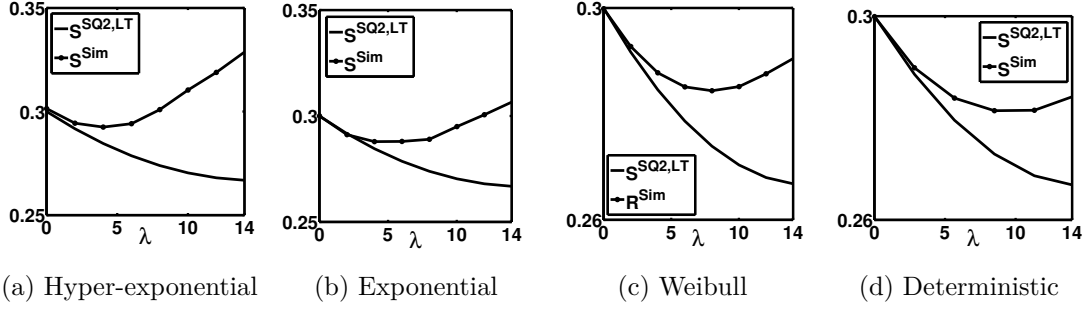 0.35
S^SQ2,LT
S^Sim
0.3
0.25
0 5 10 14
λ
(a) Hyper-exponential
0.35
S^SQ2,LT
S^Sim
0.3
0.25
0 5 10 14
λ
(b) Exponential
0.3
S^SQ2,LT
R^Sim
0.26
0 5 10 14
λ
(c) Weibull
0.3
S^SQ2,LT
S^Sim
0.26
0 5 10 14
λ
(d) Deterministic